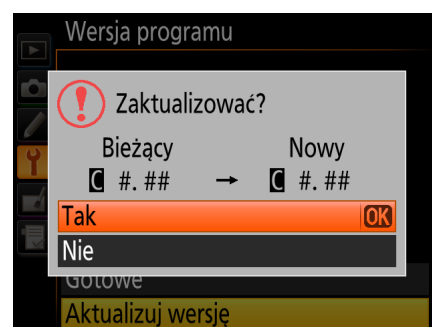 Wersja programu
Zaktualizować?
Bieżący Nowy
C #. ## → C #. ##
Tak OK
Nie
Gotowe
Aktualizuj wersję